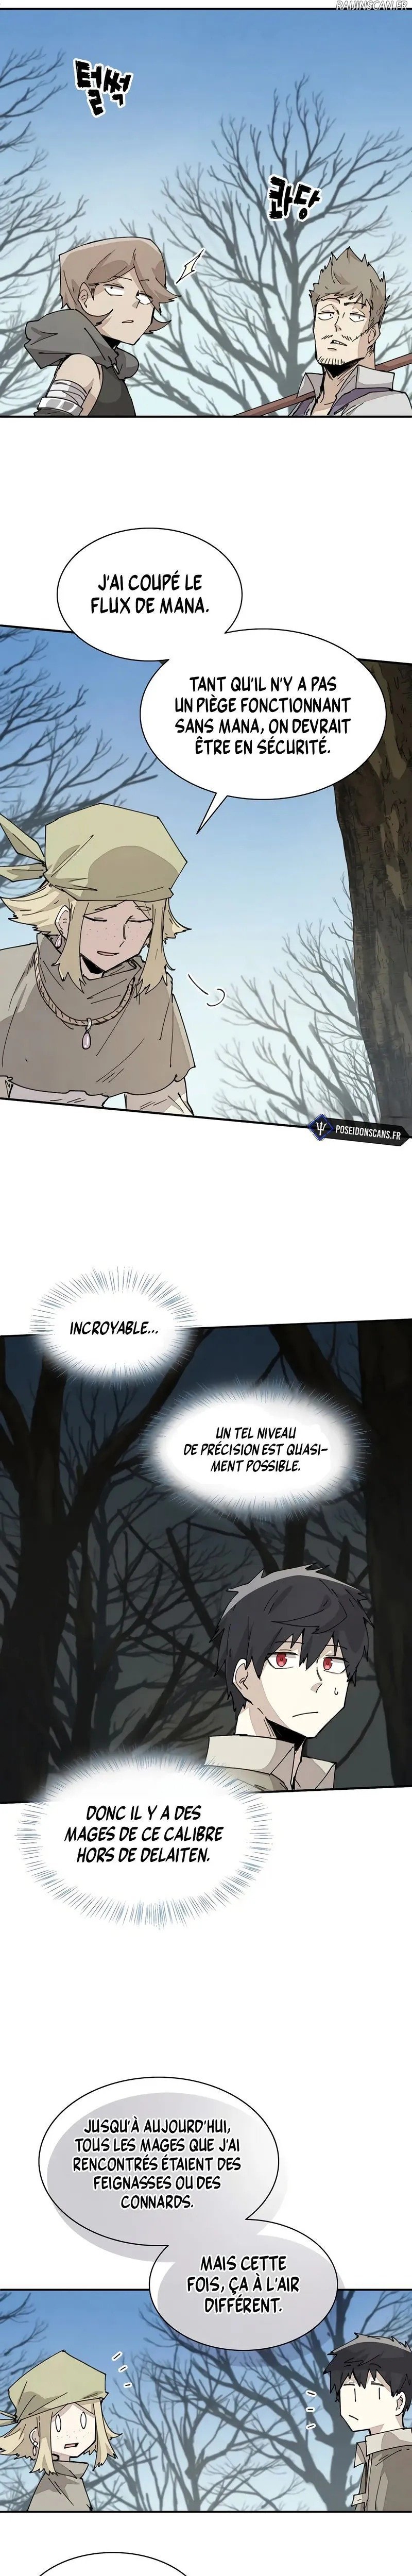 RAIJINSCAN.FR
털썩
콰당
J'AI COUPÉ LE
FLUX DE MANA.
TANT QU'IL N'Y A PAS
UN PIÈGE FONCTIONNANT
SANS MANA, ON DEVRAIT
ÊTRE EN SÉCURITÉ.
POSEIDONSCANS.FR
INCROYABLE...
UN TEL NIVEAU
DE PRÉCISION EST QUASI-
MENT POSSIBLE.
DONC IL Y A DES
MAGES DE CE CALIBRE
HORS DE DELAITEN.
JUSQU'À AUJOURD'HUI,
TOUS LES MAGES QUE J'AI
RENCONTRÉS ÉTAIENT DES
FEIGNASSES OU DES
CONNARDS.
MAIS CETTE
FOIS, ÇA À L'AIR
DIFFÉRENT.